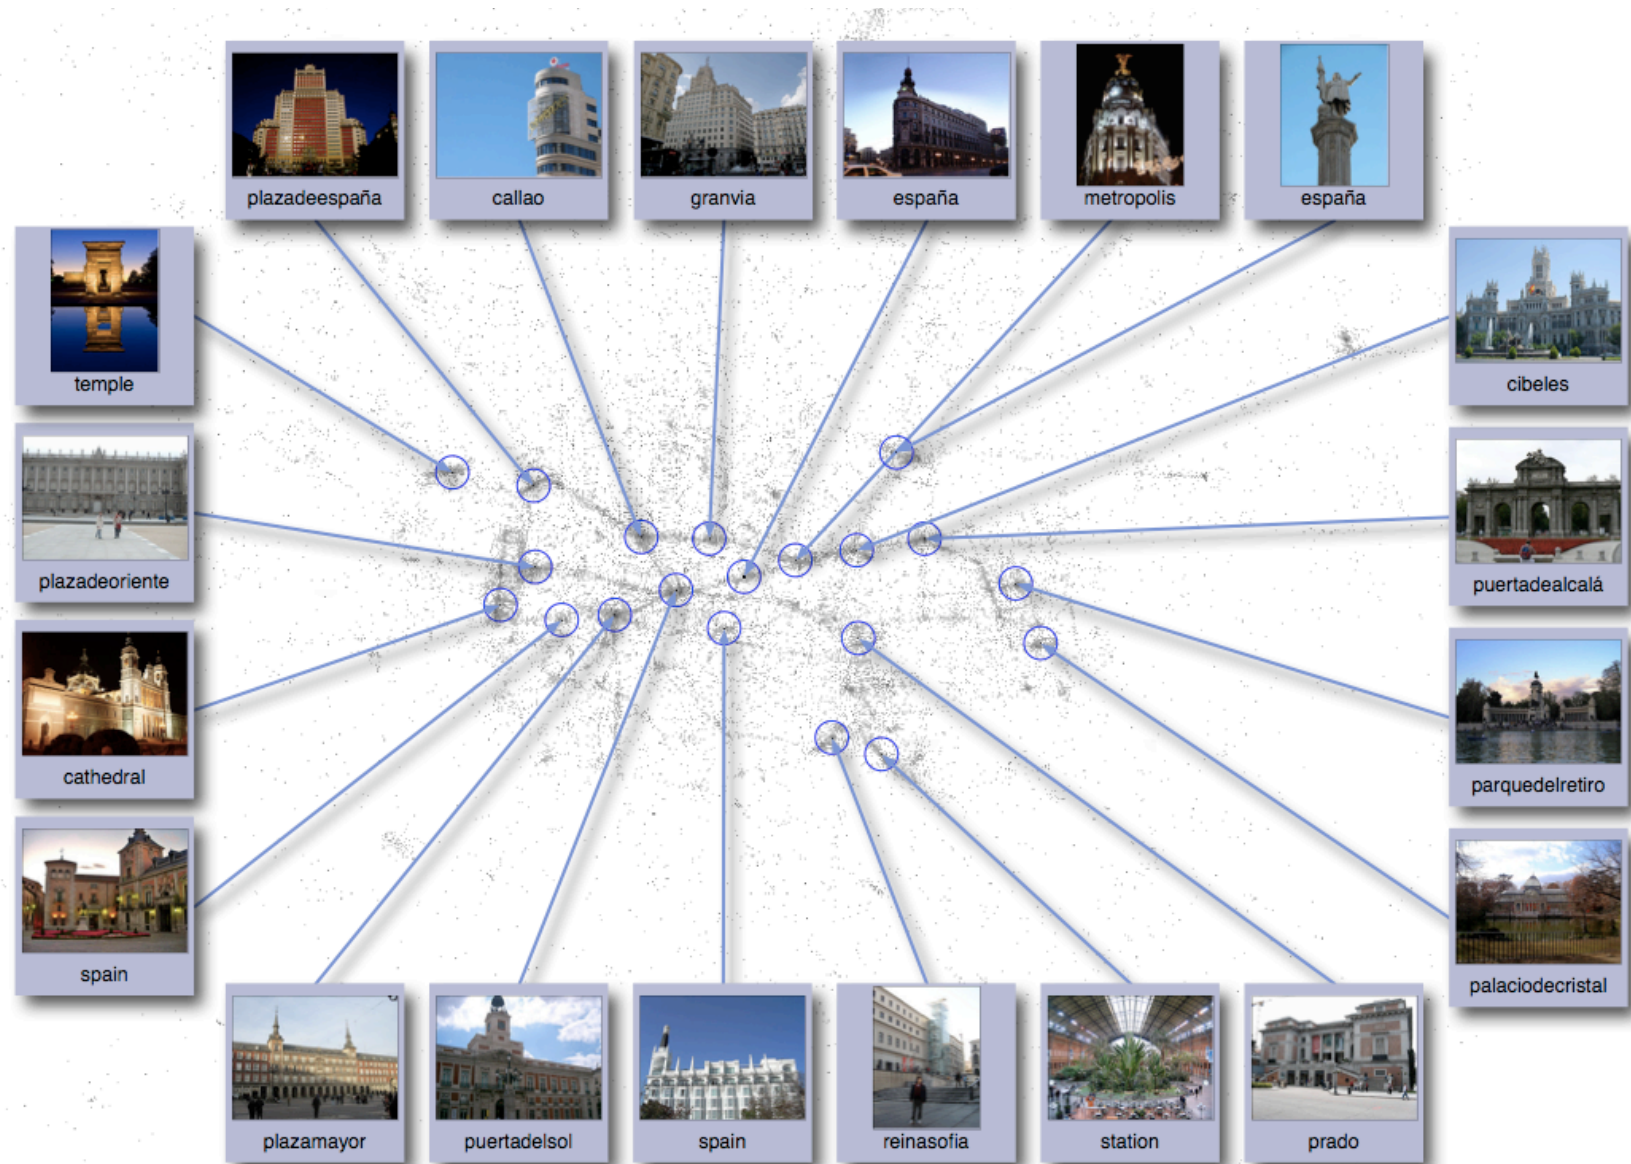 plazadeespaña
callao
granvia
españa
metropolis
españa
temple
cibeles
plazadeoriente
puertadealcalá
cathedral
parquedelretiro
spain
palaciodecristal
plazamayor
puertadelsol
spain
reinasofia
station
prado